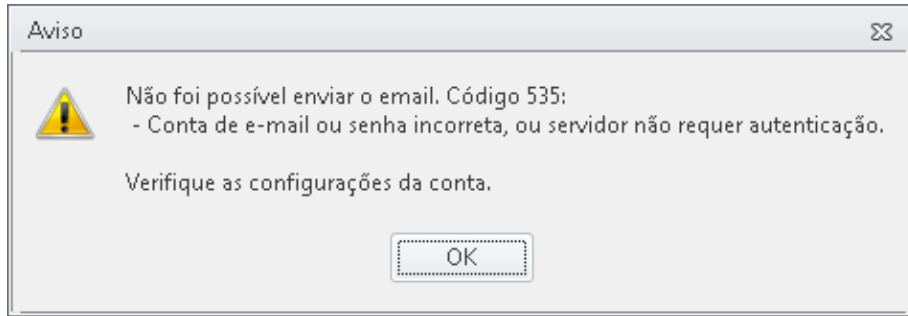 Aviso
Não foi possível enviar o email. Código 535:
- Conta de e-mail ou senha incorreta, ou servidor não requer autenticação.
Verifique as configurações da conta.
OK